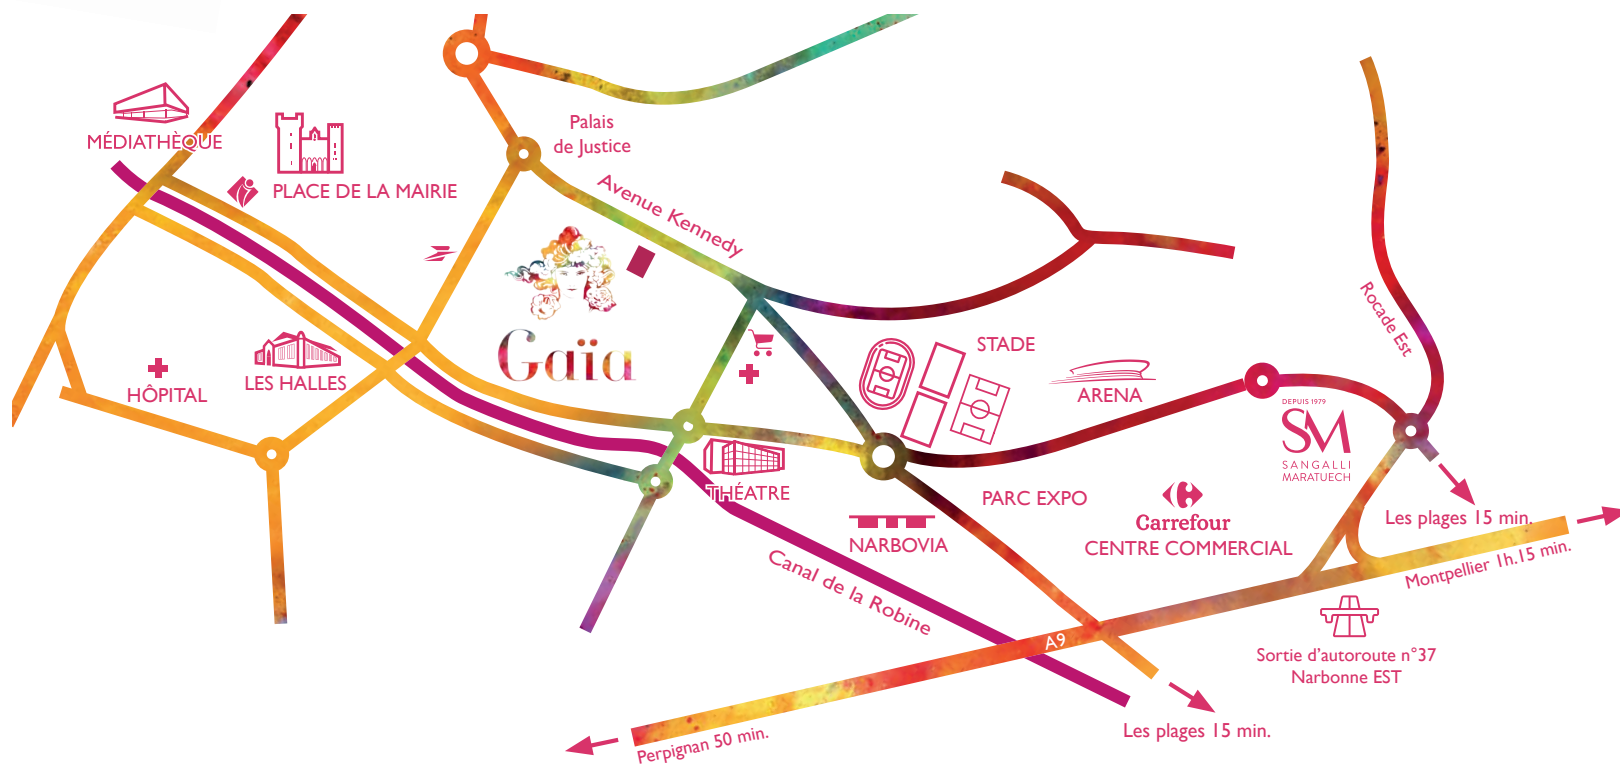 MÉDIATHÈQUE
PLACE DE LA MAIRIE
Palais
de Justice
Avenue Kennedy
Gaïa
HÔPITAL
LES HALLES
STADE
ARENA
Rocade Est
DEPUIS 1979
SM
SANGALLI
MARATUECH
THÉATRE
NARBOVIA
PARC EXPO
Carrefour
CENTRE COMMERCIAL
Les plages 15 min.
Montpellier 1h.15 min.
Canal de la Robine
A9
Sortie d'autoroute n°37
Narbonne EST
Perpignan 50 min.
Les plages 15 min.